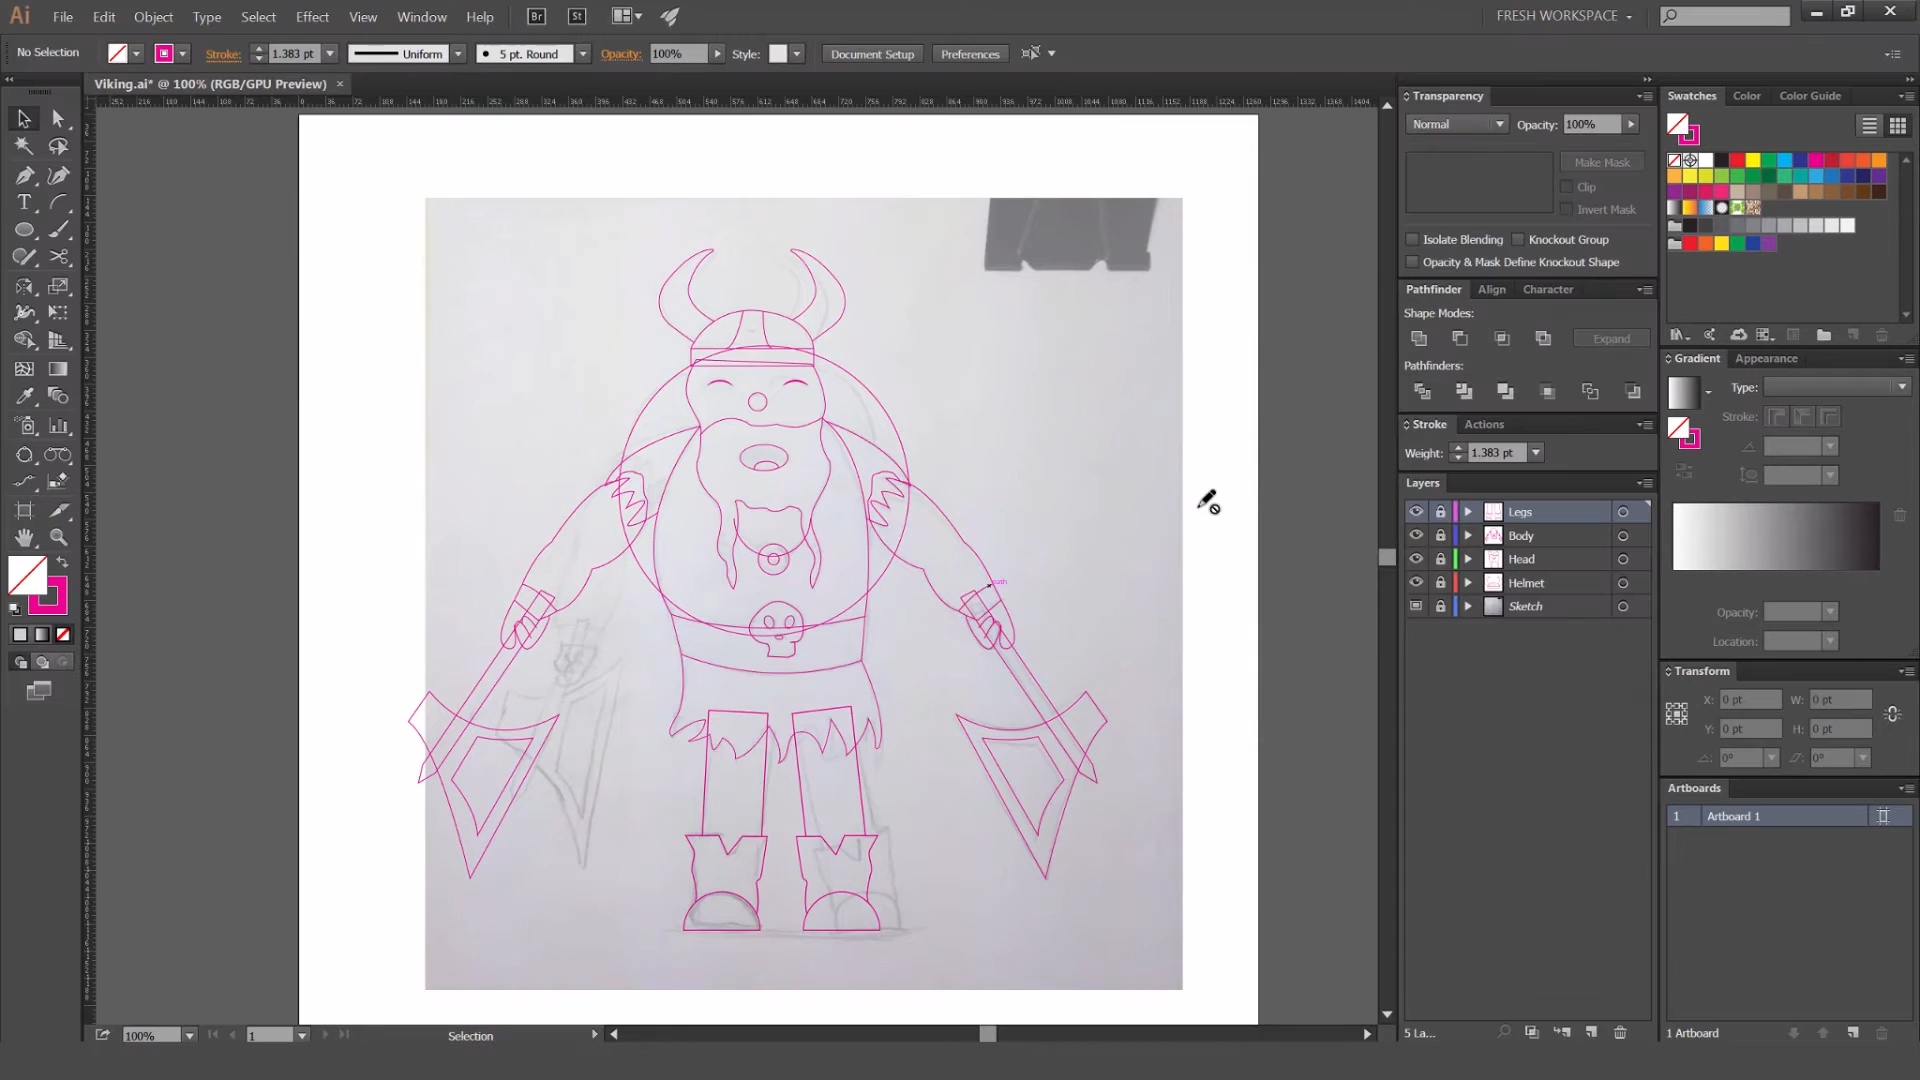 Ai File Edit Object Type Select Effect View Window Help Br St FRESH WORKSPACE
No Selection Stroke: 1.383 pt Uniform 5 pt. Round Opacity: 100% Style: Document Setup Preferences
Viking.ai* @ 100% (RGB/GPU Preview) ×
Transparency
Normal Opacity: 100%
Make Mask
Clip
Invert Mask
Isolate Blending Knockout Group
Opacity & Mask Define Knockout Shape
Pathfinder Align Character
Shape Modes:
Expand
Pathfinders:
Stroke Actions
Weight: 1.383 pt
Layers
Legs
Body
Head
Helmet
Sketch
5 La...
Swatches Color Color Guide
Gradient Appearance
Type:
Stroke:
Opacity:
Location:
Transform
X: 0 pt W: 0 pt
Y: 0 pt H: 0 pt
0° 0°
Artboards
1 Artboard 1
1 Artboard
path
100% 1 Selection